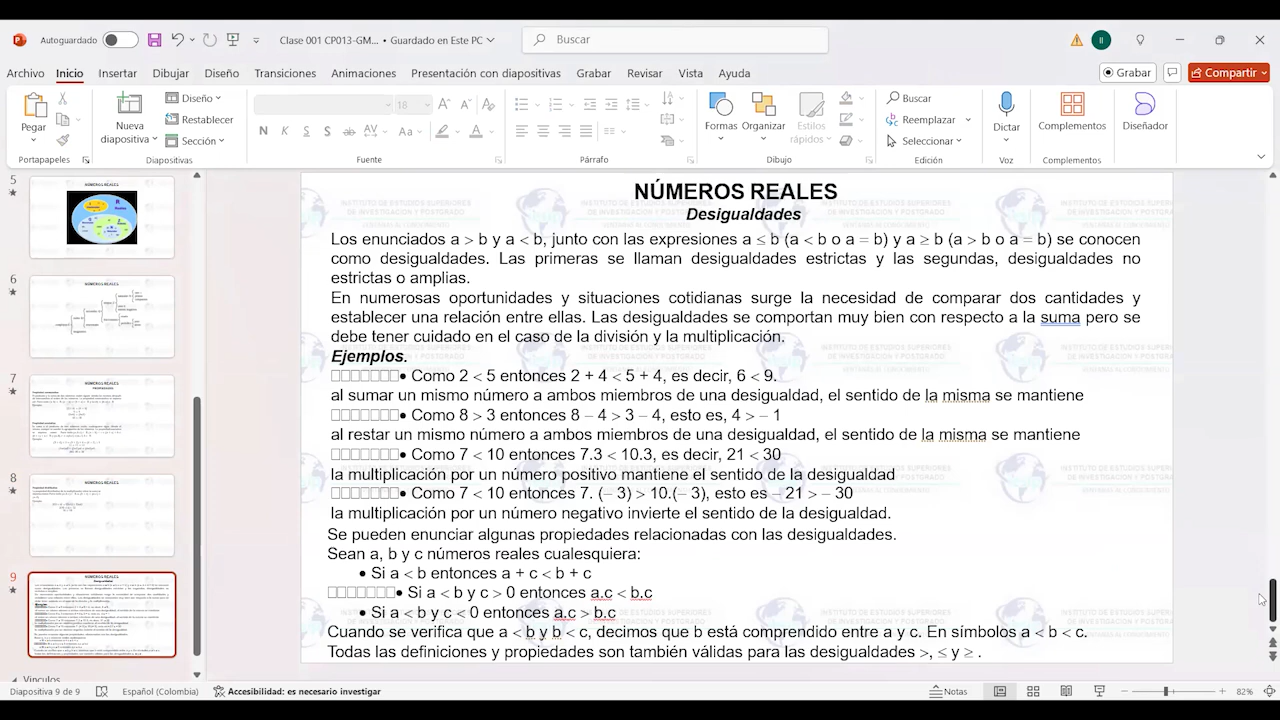 Autoguardado
Clase 001 CP013-GM... • Guardado en Este PC
Buscar
Archivo Inicio Insertar Dibujar Diseño Transiciones Animaciones Presentación con diapositivas Grabar Revisar Vista Ayuda
Grabar
Compartir
Pegar
Nueva diapositiva
Diseño
Restablecer
Sección
18
Formas
Organizar
Estilos rápidos
Buscar
Reemplazar
Seleccionar
Dictar
Complementos
Diseñador
Portapapeles
Diapositivas
Fuente
Párrafo
Dibujo
Edición
Voz
Complementos
5
6
7
8
9
NÚMEROS REALES
Desigualdades
Los enunciados a > b y a < b, junto con las expresiones a ≤ b (a < b o a = b) y a ≥ b (a > b o a = b) se conocen
como desigualdades. Las primeras se llaman desigualdades estrictas y las segundas, desigualdades no
estrictas o amplias.
En numerosas oportunidades y situaciones cotidianas surge la necesidad de comparar dos cantidades y
establecer una relación entre ellas. Las desigualdades se comportan muy bien con respecto a la suma pero se
debe tener cuidado en el caso de la división y la multiplicación.
Ejemplos.
• Como 2 < 5 entonces 2 + 4 < 5 + 4, es decir, 6 < 9.
al sumar un mismo número a ambos miembros de una desigualdad, el sentido de la misma se mantiene
• Como 8 > 3 entonces 8 – 4 > 3 – 4, esto es, 4 > – 1
al restar un mismo número a ambos miembros de una desigualdad, el sentido de la misma se mantiene
• Como 7 < 10 entonces 7.3 < 10.3, es decir, 21 < 30
la multiplicación por un número positivo mantiene el sentido de la desigualdad
• Como 7 < 10 entonces 7. (– 3) > 10.(– 3), esto es, – 21 > – 30
la multiplicación por un número negativo invierte el sentido de la desigualdad.
Se pueden enunciar algunas propiedades relacionadas con las desigualdades.
Sean a, b y c números reales cualesquiera:
• Si a < b entonces a + c < b + c
• Si a < b y c > 0 entonces a.c < b.c
Si a < b y c < 0 entonces a.c > b.c
Cuando se verifica que a < b y b < c, decimos que b está comprendido entre a y c. En símbolos a < b < c.
Todas las definiciones y propiedades son también válidas para las desigualdades >, ≤ y ≥.
Vínculos
Diapositiva 9 de 9
Español (Colombia)
Accesibilidad: es necesario investigar
Notas
82%